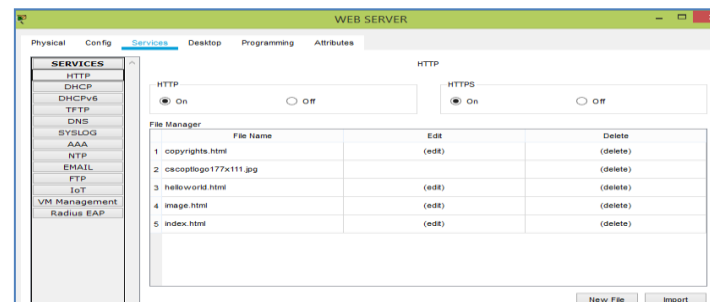 WEB SERVER
Physical Config Services Desktop Programming Attributes
SERVICES
HTTP
DHCP
DHCPv6
TFTP
DNS
SYSLOG
AAA
NTP
EMAIL
FTP
IoT
VM Management
Radius EAP
HTTP
HTTP
On Off
HTTPS
On Off
File Manager
File Name Edit Delete
1 copyrights.html (edit) (delete)
2 cscoptlogo177x111.jpg (delete)
3 helloworld.html (edit) (delete)
4 image.html (edit) (delete)
5 index.html (edit) (delete)
New File Import